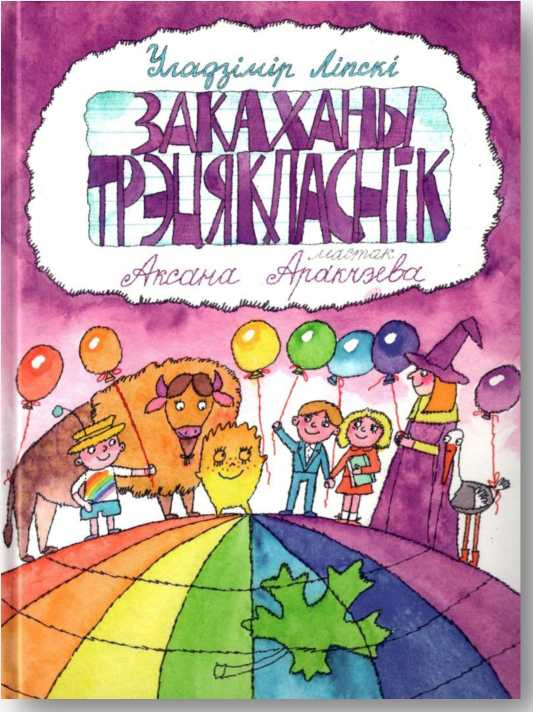 Уладзімір Ліпскі
ЗАКАХАНЫ
ТРЭЦЯКЛАСНІК
мастак
Аксана Аракчэева